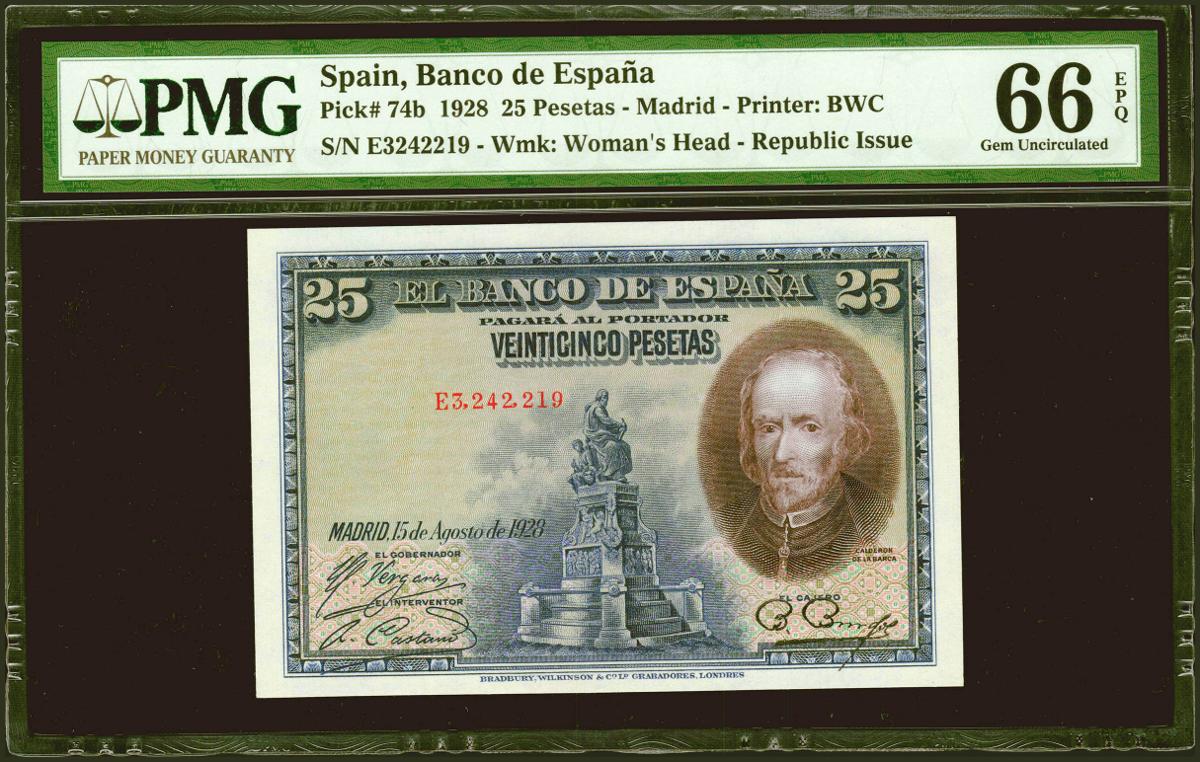 PMG
PAPER MONEY GUARANTY
Spain, Banco de España
Pick# 74b 1928 25 Pesetas - Madrid - Printer: BWC
S/N E3242219 - Wmk: Woman's Head - Republic Issue
66
EPQ
Gem Uncirculated
25 EL BANCO DE ESPAÑA 25
PAGARÁ AL PORTADOR
VEINTICINCO PESETAS
E3,242,219
MADRID, 15 de Agosto de 1928
EL GOBERNADOR
EL INTERVENTOR
CALDERON
DE LA BARCA
EL CAJERO
BRADBURY, WILKINSON & Cº Lº GRABADORES, LONDRES